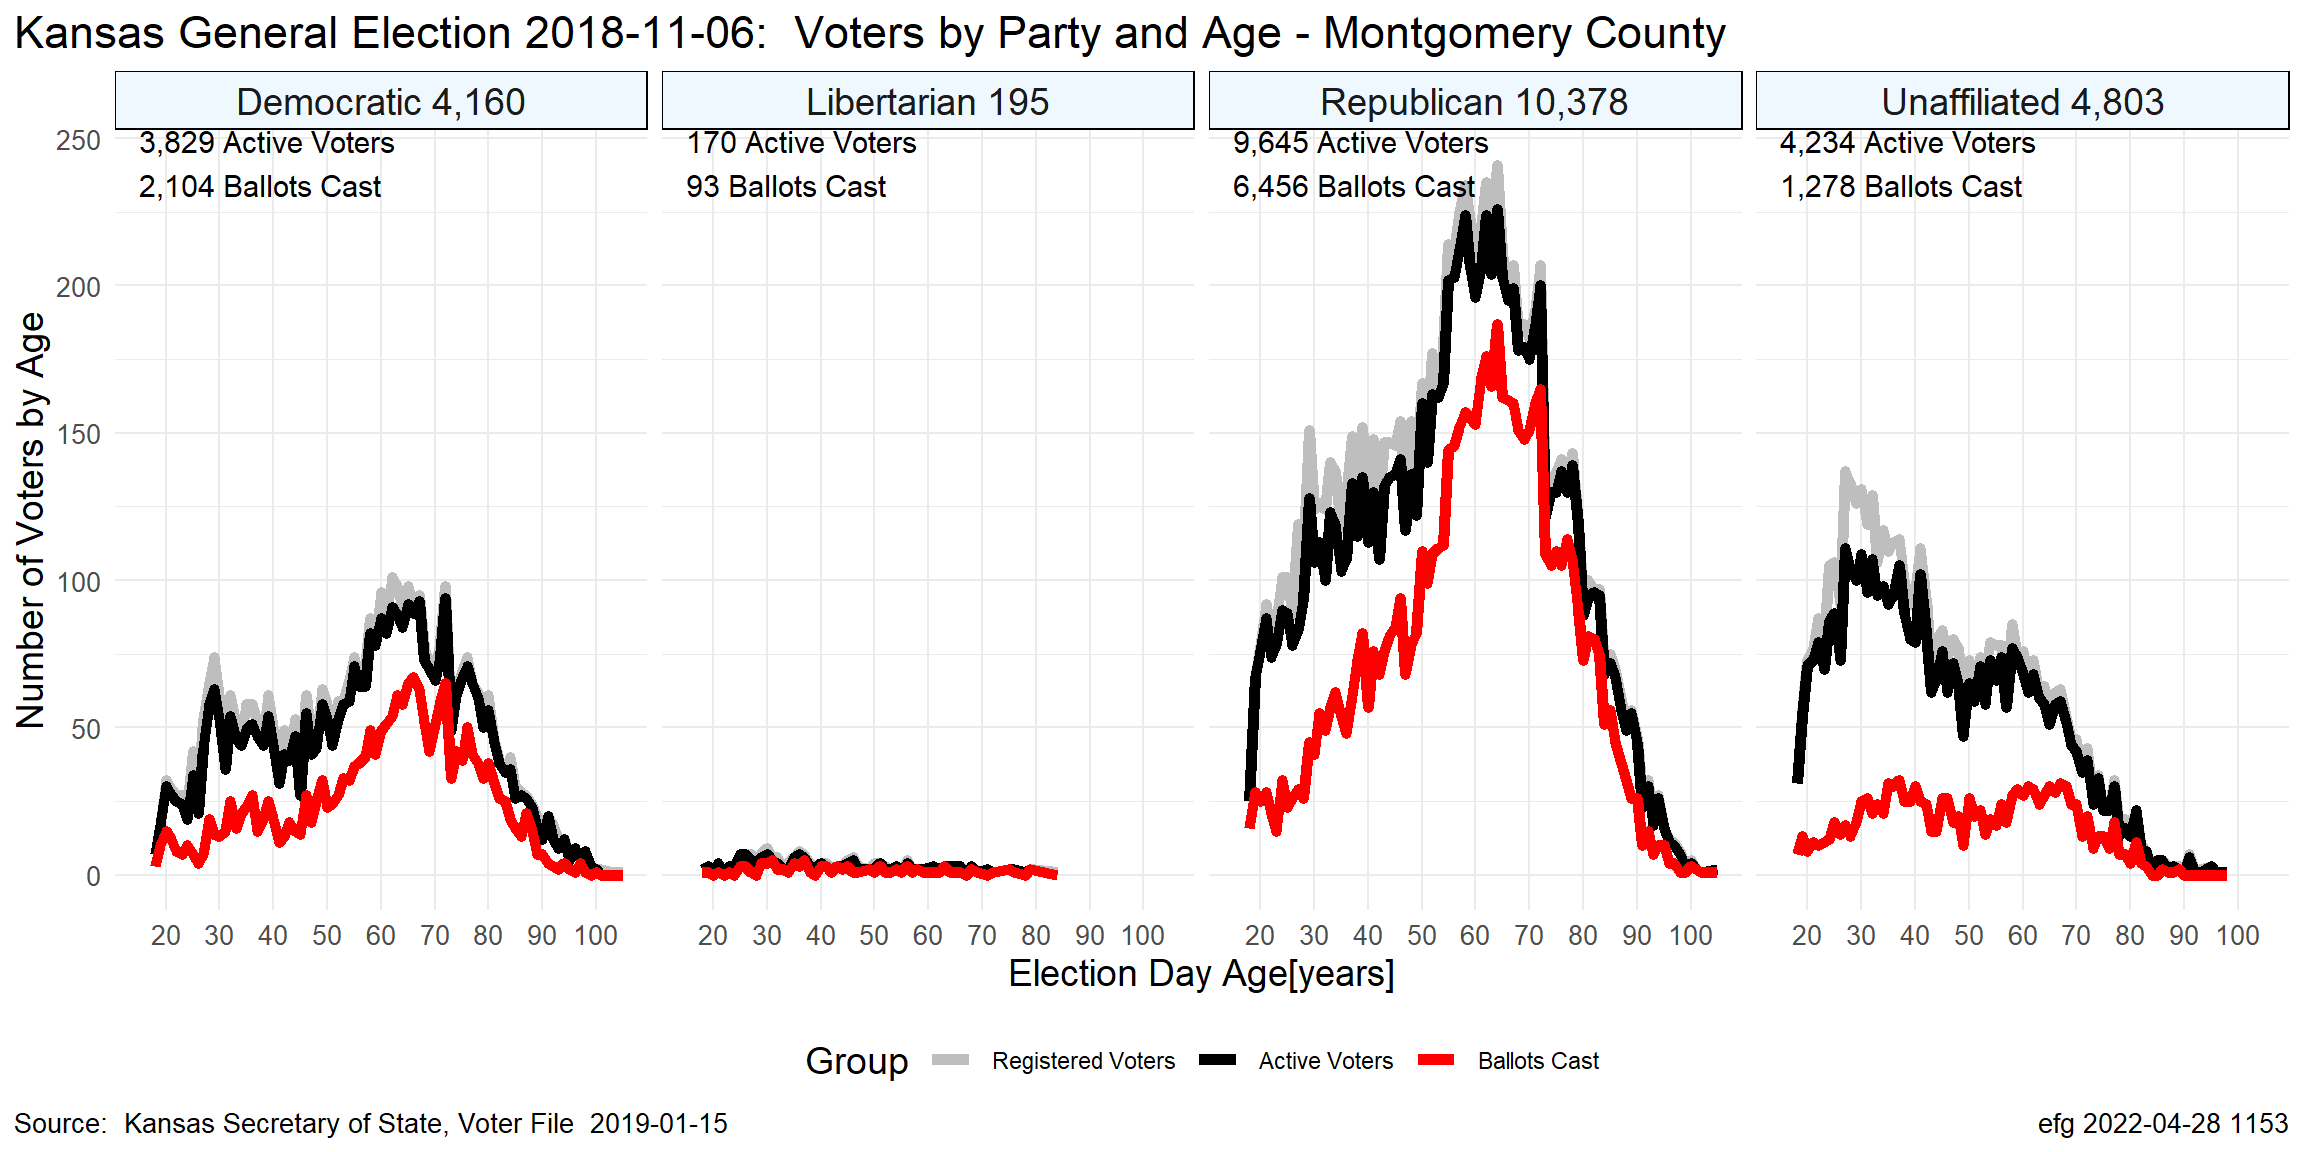 Kansas General Election 2018-11-06:  Voters by Party and Age - Montgomery County
Democratic 4,160
Libertarian 195
Republican 10,378
Unaffiliated 4,803
3,829 Active Voters
2,104 Ballots Cast
170 Active Voters
93 Ballots Cast
9,645 Active Voters
6,456 Ballots Cast
4,234 Active Voters
1,278 Ballots Cast
Number of Voters by Age
250
200
150
100
50
0
20 30 40 50 60 70 80 90 100
20 30 40 50 60 70 80 90 100
20 30 40 50 60 70 80 90 100
20 30 40 50 60 70 80 90 100
Election Day Age[years]
Group Registered Voters Active Voters Ballots Cast
Source:  Kansas Secretary of State, Voter File  2019-01-15
efg 2022-04-28 1153